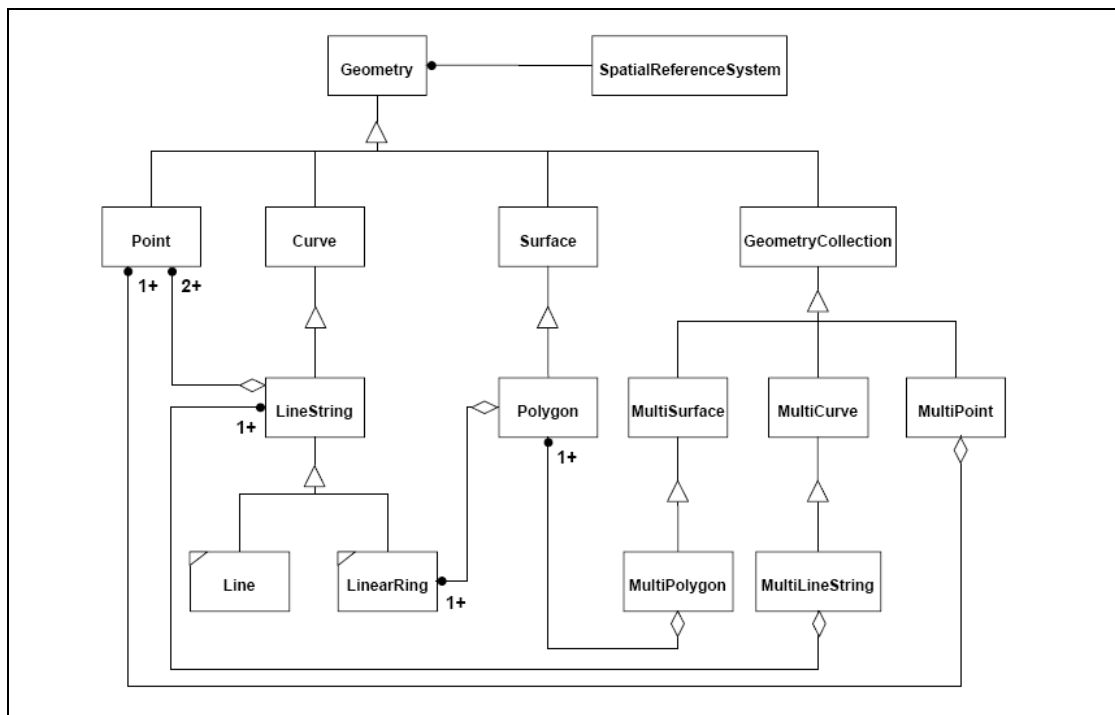 Geometry
SpatialReferenceSystem
Point
Curve
Surface
GeometryCollection
1+
2+
LineString
1+
Polygon
1+
MultiSurface
MultiCurve
MultiPoint
Line
LinearRing
1+
MultiPolygon
MultiLineString